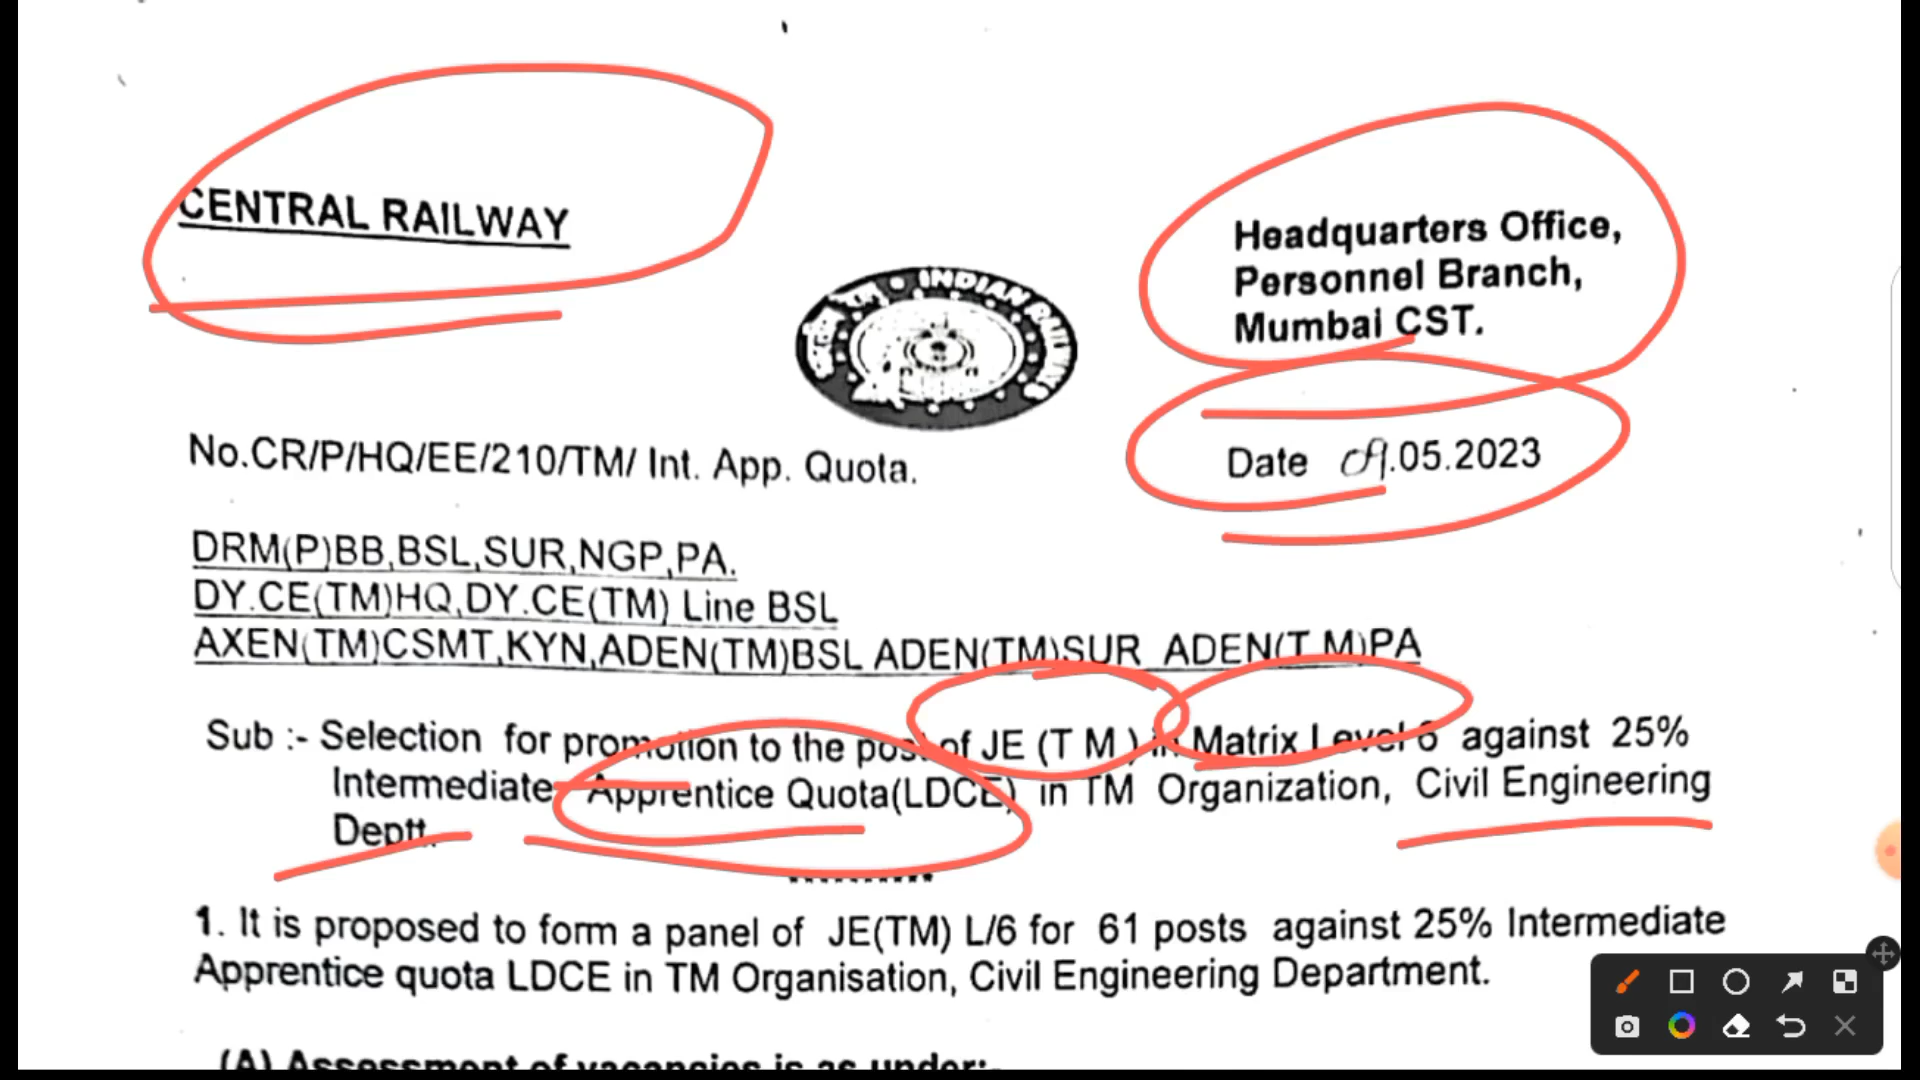 CENTRAL RAILWAY
Headquarters Office,
Personnel Branch,
Mumbai CST.
INDIAN RAILWAYS
No.CR/P/HQ/EE/210/TM/ Int. App. Quota.
Date 09.05.2023
DRM(P)BB,BSL,SUR,NGP,PA.
DY.CE(TM)HQ,DY.CE(TM) Line BSL
AXEN(TM)CSMT,KYN,ADEN(TM)BSL ADEN(TM)SUR ADEN(T M)PA
Sub :- Selection for promotion to the post of JE (T M ) in Matrix Level 6 against 25%
Intermediate Apprentice Quota(LDCE) in TM Organization, Civil Engineering
Deptt.
1. It is proposed to form a panel of JE(TM) L/6 for 61 posts against 25% Intermediate
Apprentice quota LDCE in TM Organisation, Civil Engineering Department.
(A) Assessment of vacancies is as under:-